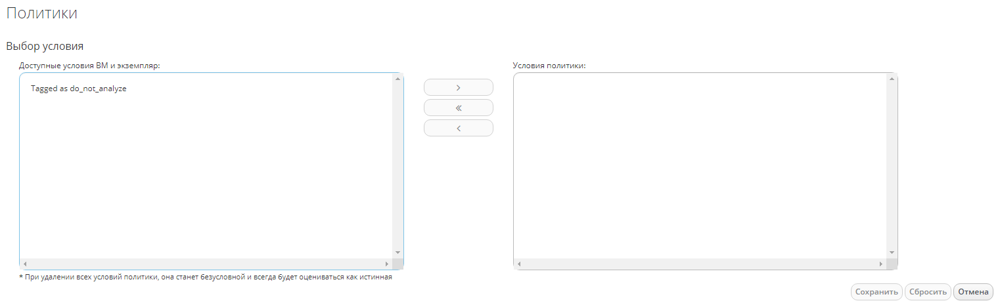 Политики
Выбор условия
Доступные условия ВМ и экземпляр:
Условия политики:
Tagged as do_not_analyze
* При удалении всех условий политики, она станет безусловной и всегда будет оцениваться как истинная
Сохранить Сбросить Отмена